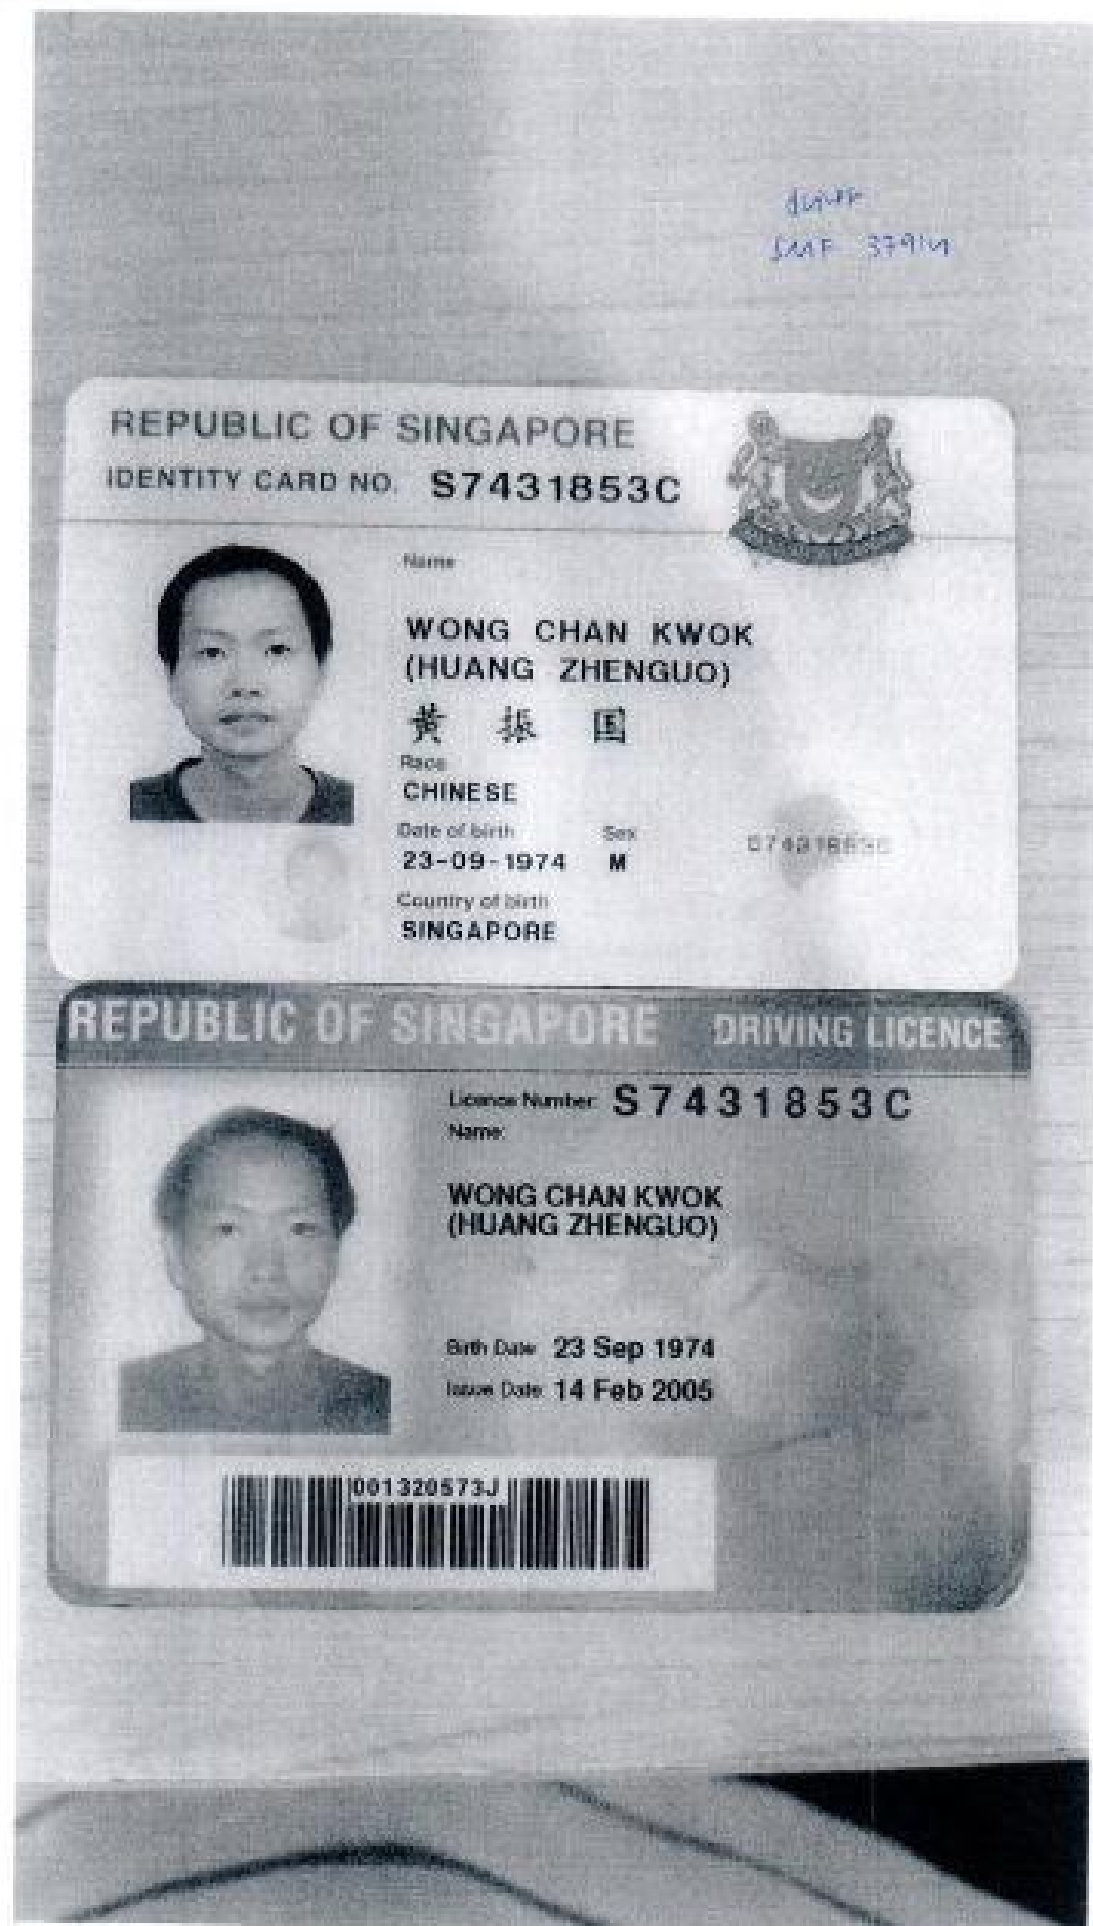 REPUBLIC OF SINGAPORE
IDENTITY CARD NO. S7431853C
Name
WONG CHAN KWOK
(HUANG ZHENGUO)
黃 振 国
Race
CHINESE
Date of birth Sex
23-09-1974 M
Country of birth
SINGAPORE
REPUBLIC OF SINGAPORE DRIVING LICENCE
Licence Number: S7431853C
Name:
WONG CHAN KWOK
(HUANG ZHENGUO)
Birth Date: 23 Sep 1974
Issue Date: 14 Feb 2005
001320573J